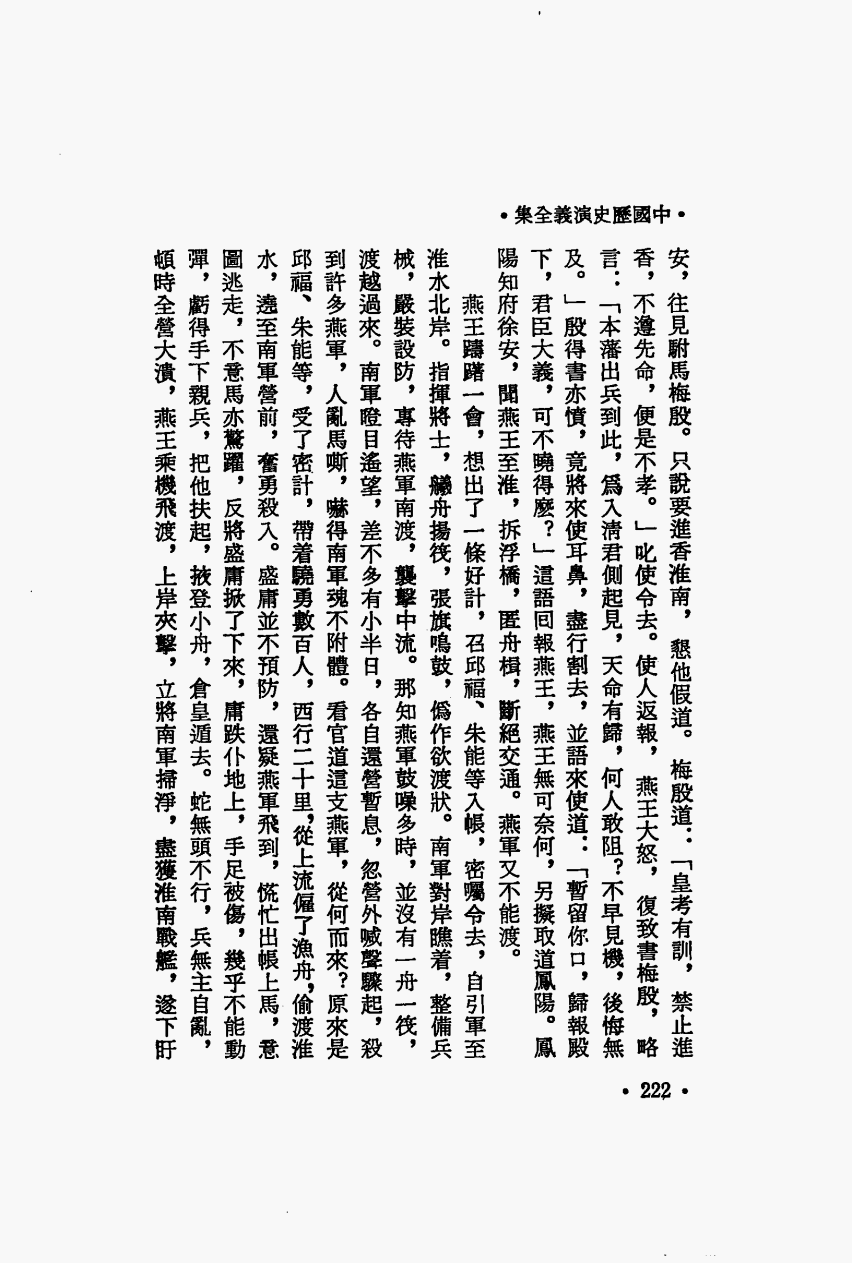 •中國歷史演義全集•
安，往見駙馬梅殷。只說要進香淮南，懇他假道。梅殷道：「皇考有訓，禁止進
香，不遵先命，便是不孝。」叱使令去。使人返報，燕王大怒，復致書梅殷，略
言：「本藩出兵到此，爲入淸君側起見，天命有歸，何人敢阻？不早見機，後悔無
及。」殷得書亦憤，竟將來使耳鼻，盡行割去，並語來使道：「暫留你口，歸報殿
下，君臣大義，可不曉得麼？」這語回報燕王，燕王無可奈何，另擬取道鳳陽。鳳
陽知府徐安，聞燕王至淮，拆浮橋，匿舟楫，斷絕交通。燕軍又不能渡。
燕王躊躇一會，想出了一條好計，召邱福、朱能等入帳，密囑令去，自引軍至
淮水北岸。指揮將士，艤舟揚筏，張旗鳴鼓，僞作欲渡狀。南軍對岸瞧着，整備兵
械，嚴裝設防，專待燕軍南渡，襲擊中流。那知燕軍鼓噪多時，並沒有一舟一筏，
渡越過來。南軍瞪目遙望，差不多有小半日，各自還營暫息，忽營外喊聲驟起，殺
到許多燕軍，人亂馬嘶，嚇得南軍魂不附體。看官道這支燕軍，從何而來？原來是
邱福、朱能等，受了密計，帶着驍勇數百人，西行二十里，從上流僱了漁舟，偷渡淮
水，遶至南軍營前，奮勇殺入。盛庸並不預防，還疑燕軍飛到，慌忙出帳上馬，意
圖逃走，不意馬亦驚躍，反將盛庸掀了下來，庸跌仆地上，手足被傷，幾乎不能動
彈，虧得手下親兵，把他扶起，掖登小舟，倉皇遁去。蛇無頭不行，兵無主自亂，
頓時全營大潰，燕王乘機飛渡，上岸夾擊，立將南軍掃淨，盡獲淮南戰艦，遂下盱
•222•